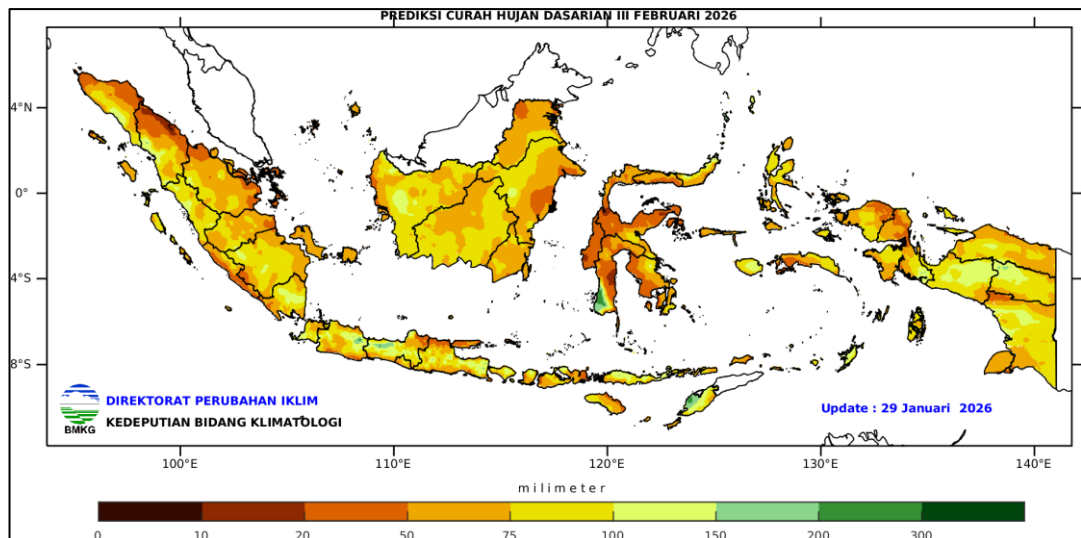 PREDIKSI CURAH HUJAN DASARIAN III FEBRUARI 2026
4°N
0°
4°S
8°S
DIREKTORAT PERUBAHAN IKLIM
KEDEPUTIAN BIDANG KLIMATOLOGI
BMKG
Update : 29 Januari 2026
100°E 110°E 120°E 130°E 140°E
milimeter
0 10 20 50 75 100 150 200 300